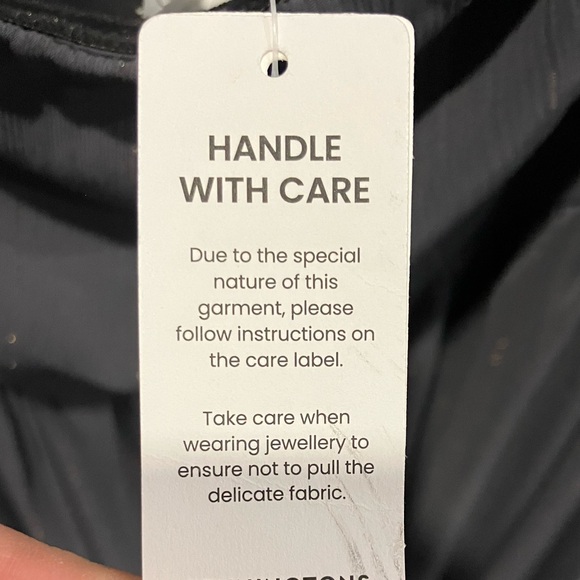 HANDLE
WITH CARE
Due to the special
nature of this
garment, please
follow instructions on
the care label.
Take care when
wearing jewellery to
ensure not to pull the
delicate fabric.